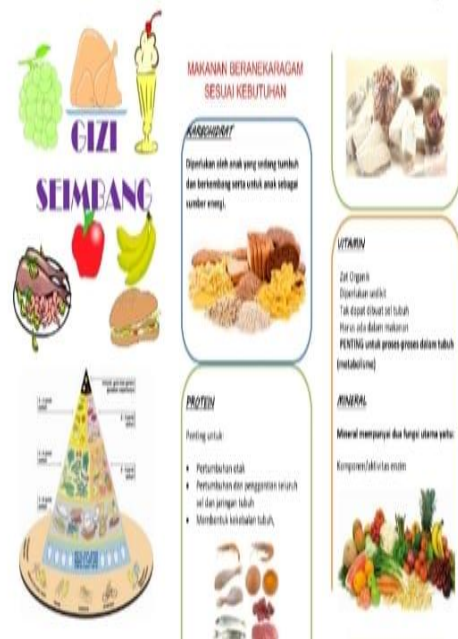 GIZI
SEIMBANG
MAKANAN BERANEKARAGAM
SESUAI KEBUTUHAN
KARBOHIDRAT
Diperlukan oleh anak yang sedang tumbuh
dan berkembang serta untuk anak sebagai
sumber energi.
PROTEIN
Penting untuk:
• Pertumbuhan otak
• Pertumbuhan dan penggantian seluruh
sel dan jaringan tubuh
• Membentuk kekebalan tubuh,
VITAMIN
Zat Organik
Diperlukan sedikit
Tak dapat dibuat sel tubuh
Harus ada dalam makanan
PENTING untuk proses-proses dalam tubuh
(metabolisme)
MINERAL
Mineral mempunyai dua fungsi utama yaitu:
Komponen/aktivitas enzim